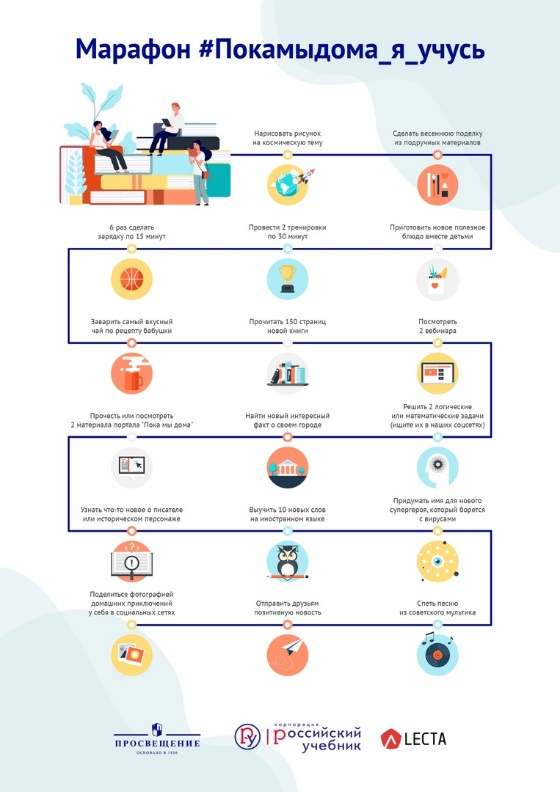 Марафон #Покамыдома_я_учусь
Нарисовать рисунок
на космическую тему
Сделать весеннюю поделку
из подручных материалов
6 раз сделать
зарядку по 15 минут
Провести 2 тренировки
по 30 минут
Приготовить новое полезное
блюдо вместе детьми
Заварить самый вкусный
чай по рецепту бабушки
Прочитать 150 страниц
новой книги
Посмотреть
2 вебинара
Прочесть или посмотреть
2 материала портала "Пока мы дома"
Найти новый интересный
факт о своем городе
Решить 2 логические
или математические задачи
(ищите их в наших соцсетях)
Узнать что-то новое о писателе
или историческом персонаже
Выучить 10 новых слов
на иностранном языке
Придумать имя для нового
супергероя, который борется
с вирусами
???
Поделиться фотографией
домашних приключений
у себя в социальных сетях
Отправить друзьям
позитивную новость
Спеть песню
из советского мультика
ПРОСВЕЩЕНИЕ
ОСНОВАНО В 1930
Ру
корпорация
российский
учебник
LECTA